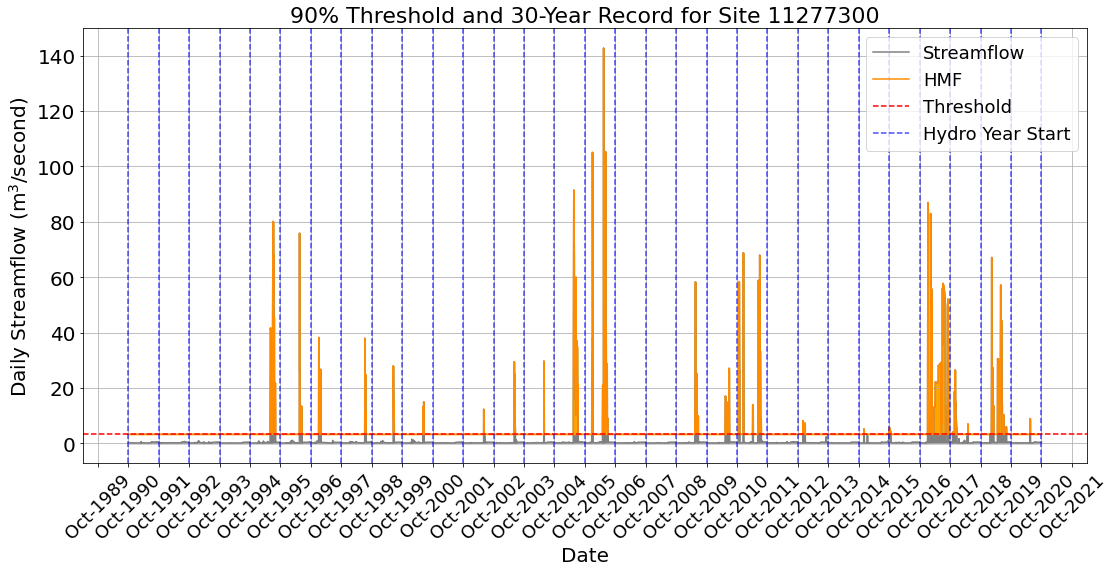 90% Threshold and 30-Year Record for Site 11277300
Daily Streamflow (m³/second)
140
120
100
80
60
40
20
0
Streamflow
HMF
Threshold
Hydro Year Start
Oct-1989
Oct-1990
Oct-1991
Oct-1992
Oct-1993
Oct-1994
Oct-1995
Oct-1996
Oct-1997
Oct-1998
Oct-1999
Oct-2000
Oct-2001
Oct-2002
Oct-2003
Oct-2004
Oct-2005
Oct-2006
Oct-2007
Oct-2008
Oct-2009
Oct-2010
Oct-2011
Oct-2012
Oct-2013
Oct-2014
Oct-2015
Oct-2016
Oct-2017
Oct-2018
Oct-2019
Oct-2020
Oct-2021
Date